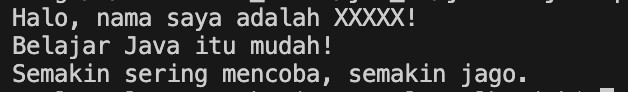 Halo, nama saya adalah XXXXX!
Belajar Java itu mudah!
Semakin sering mencoba, semakin jago.